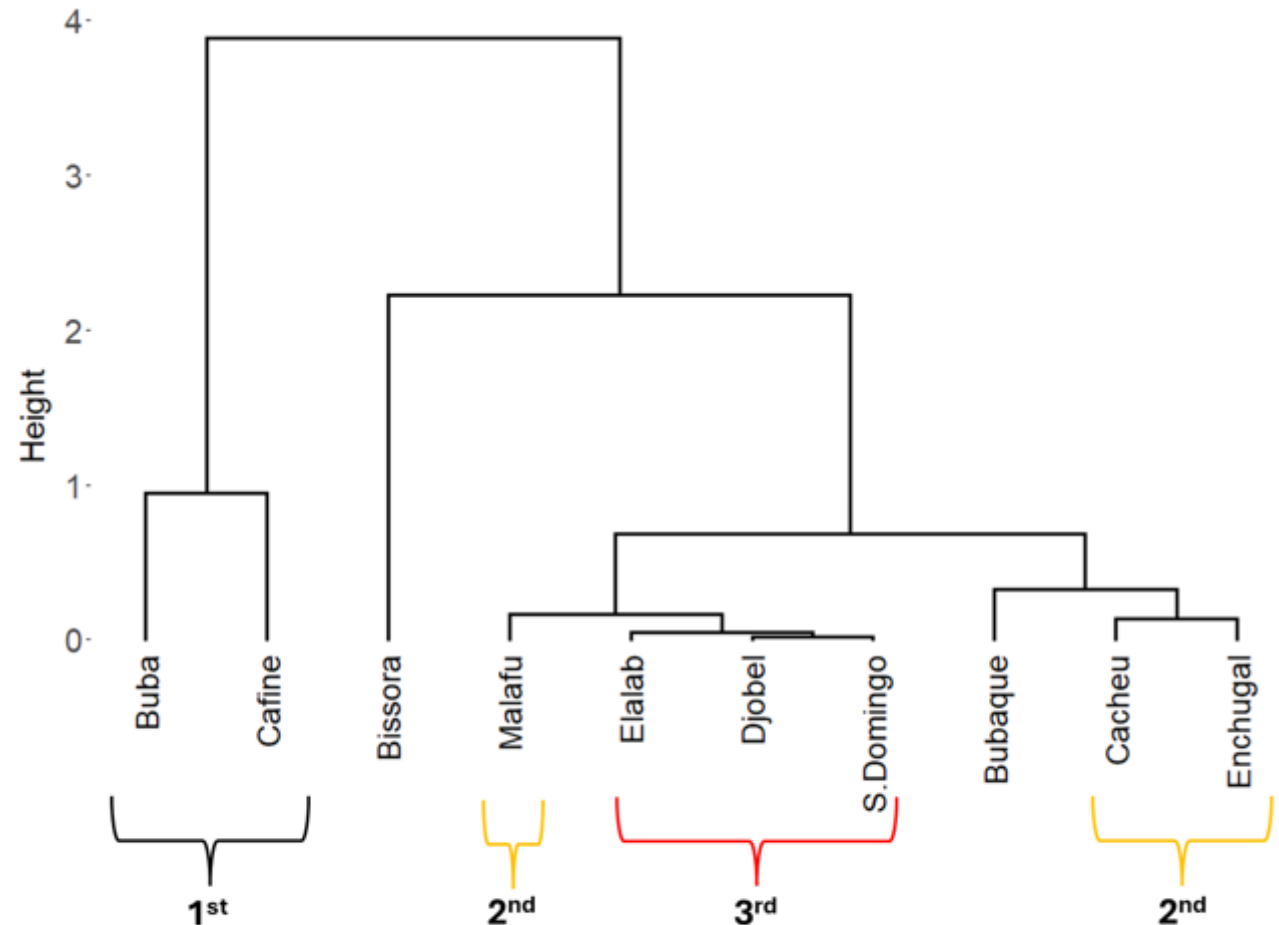 4
3
2
1
0
Height
Buba
Cafine
Bissora
Malafu
Elalab
Djobel
S.Domingo
Bubaque
Cacheu
Enchugal
1st
2nd
3rd
2nd